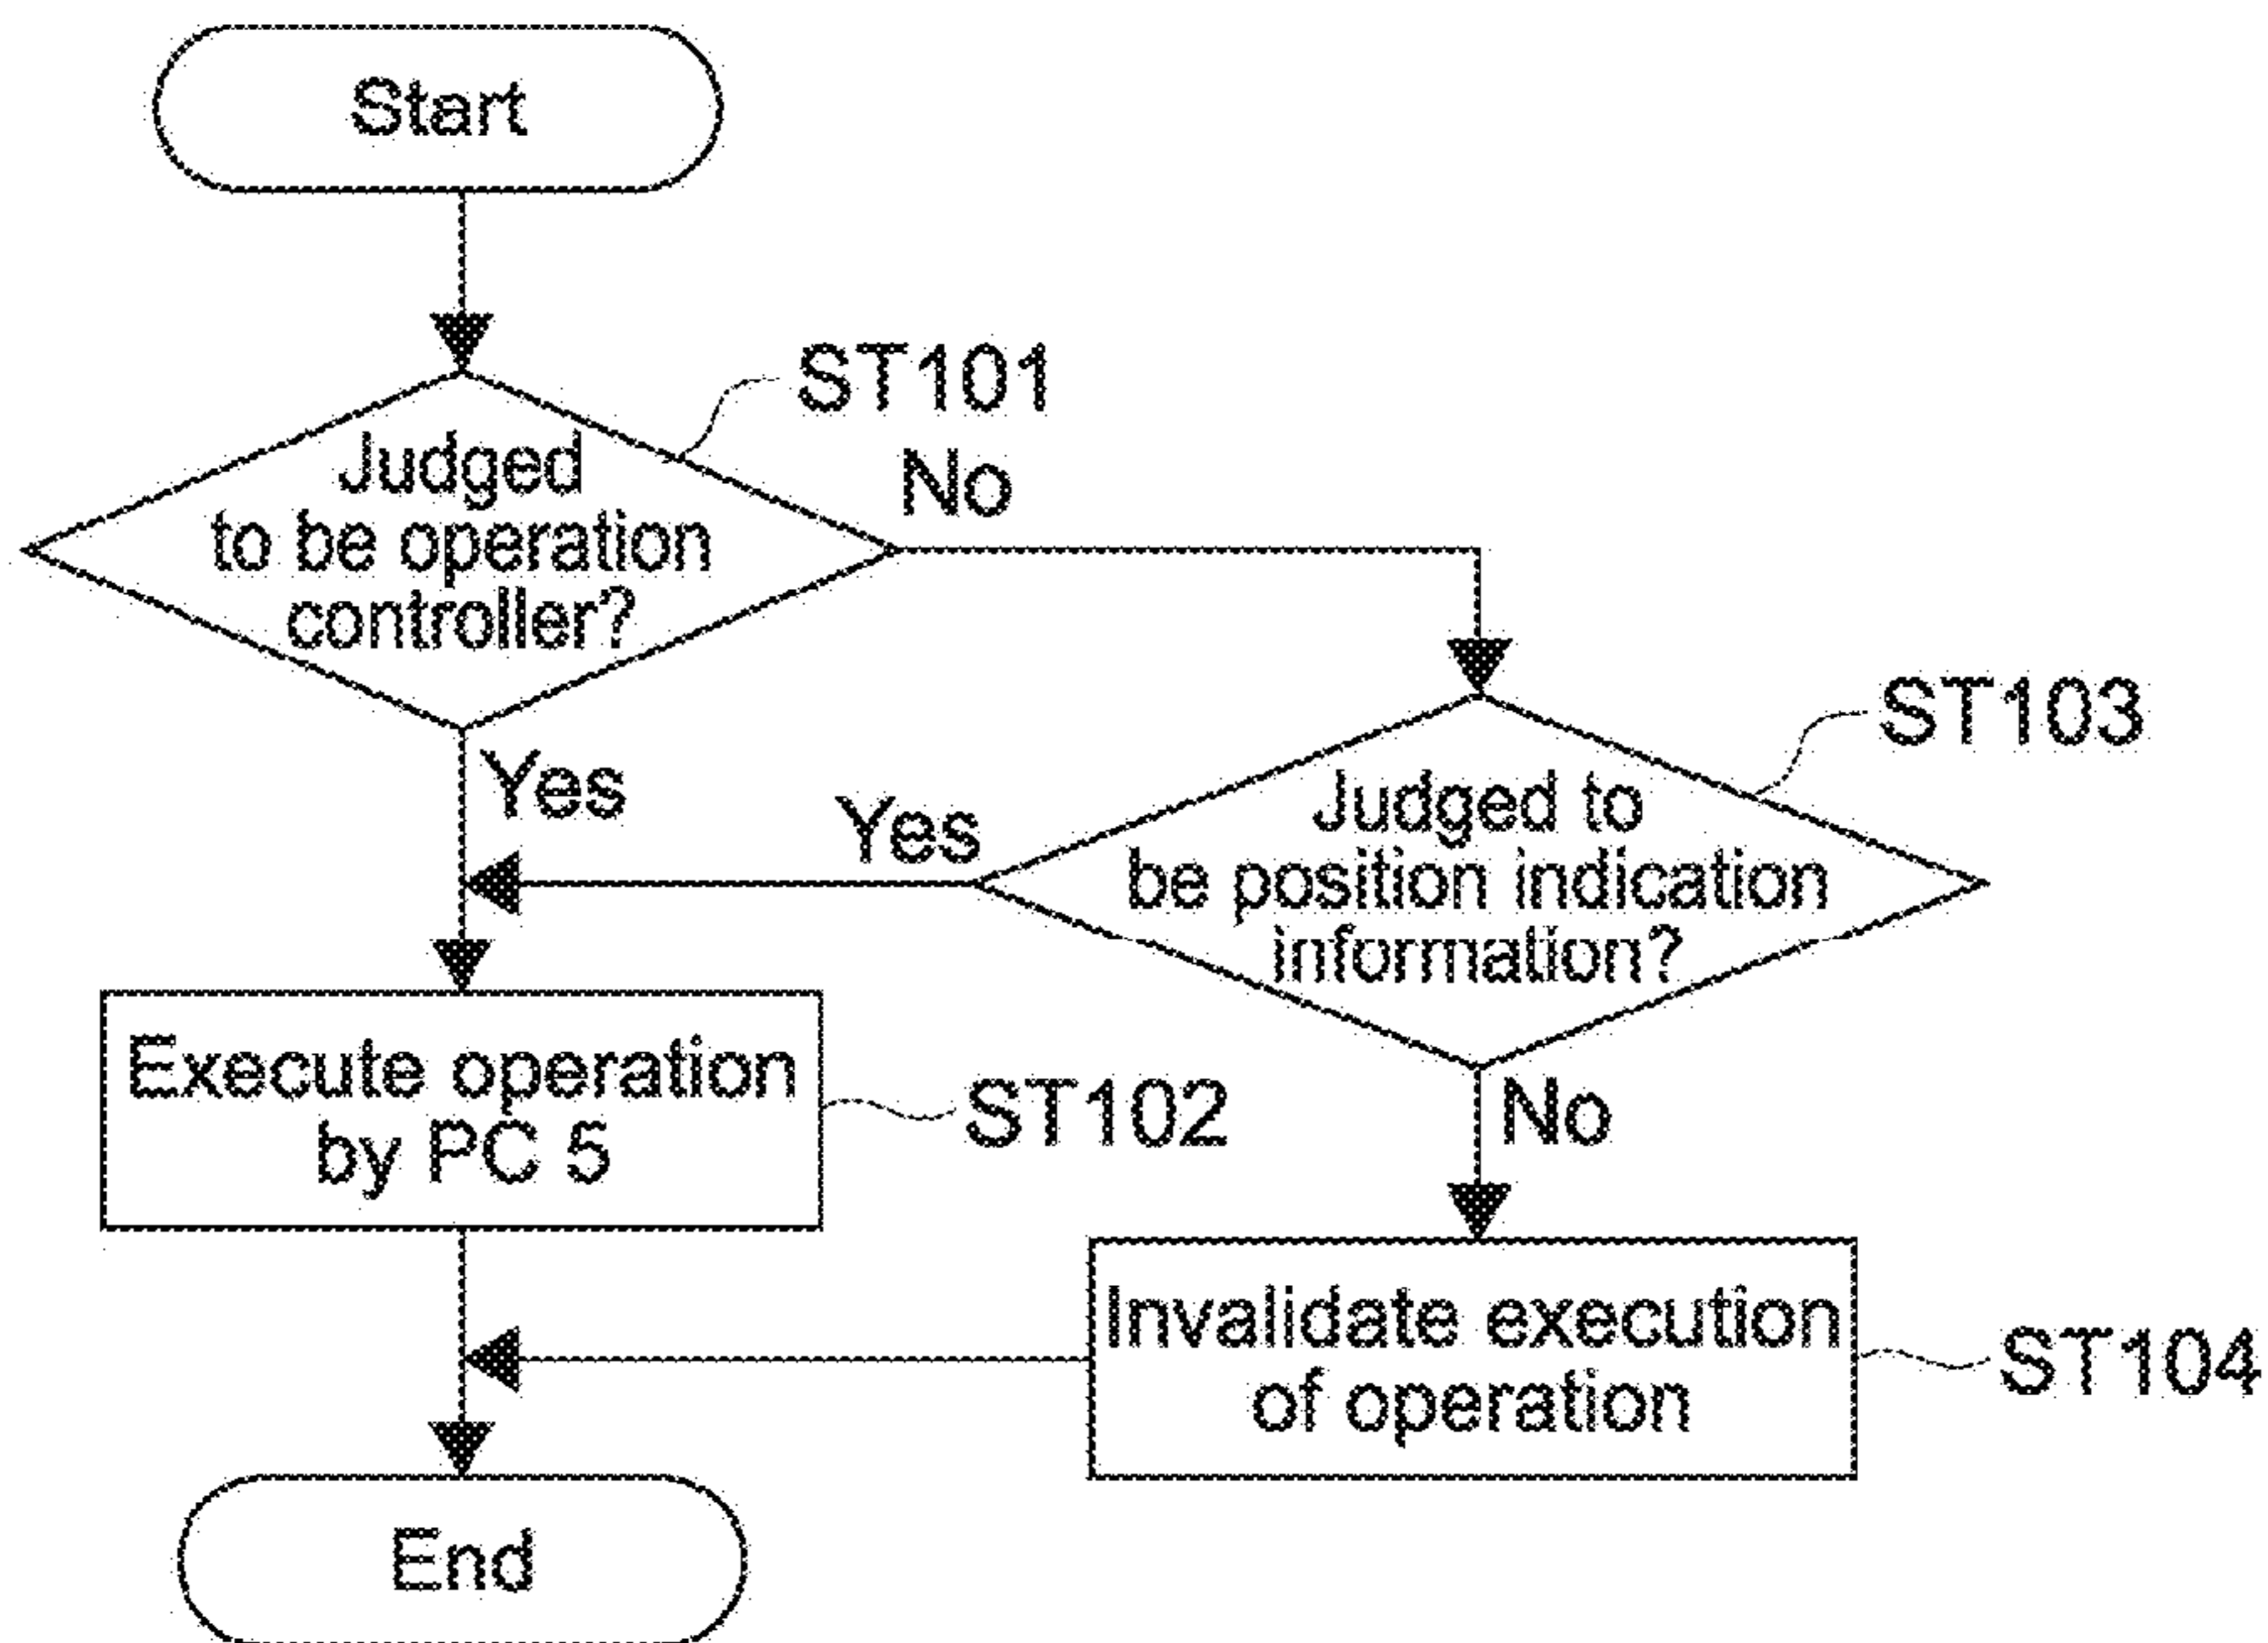 Start
ST101
Judged
to be operation
controller?
No
Yes
ST103
Judged to
be position indication
information?
Yes
No
Execute operation
by PC 5
ST102
Invalidate execution
of operation
ST104
End